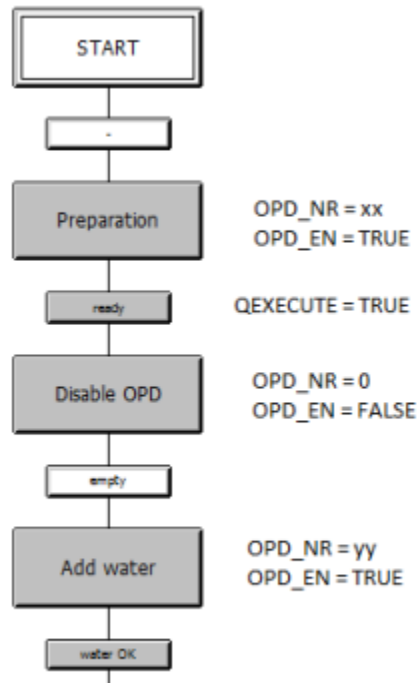 START
-
Preparation
OPD_NR = xx
OPD_EN = TRUE
ready
QEXECUTE = TRUE
Disable OPD
OPD_NR = 0
OPD_EN = FALSE
empty
Add water
OPD_NR = yy
OPD_EN = TRUE
water OK